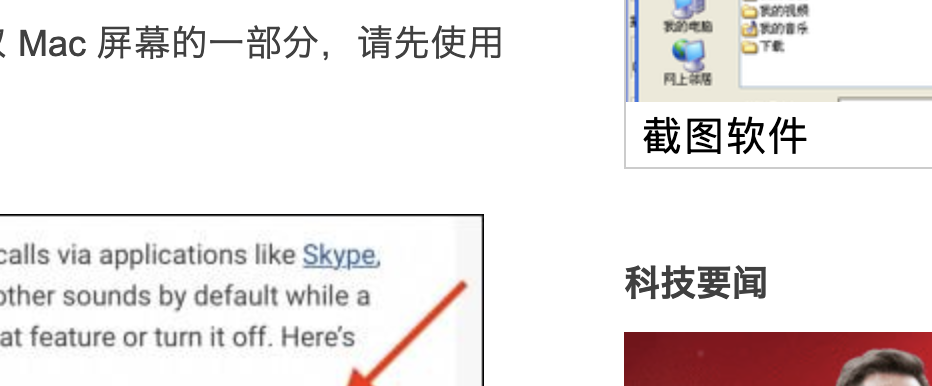 Mac 屏幕的一部分，请先使用
calls via applications like Skype,
other sounds by default while a
at feature or turn it off. Here's
我的电脑
网上邻居
我的视频
我的音乐
下载
截图软件
科技要闻